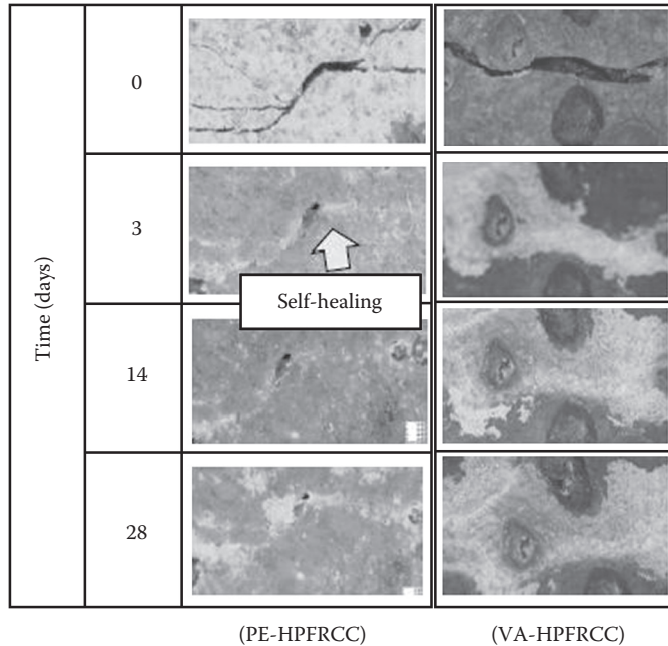 0
3
Self-healing
Time (days)
14
28
(PE-HPFRCC) (VA-HPFRCC)